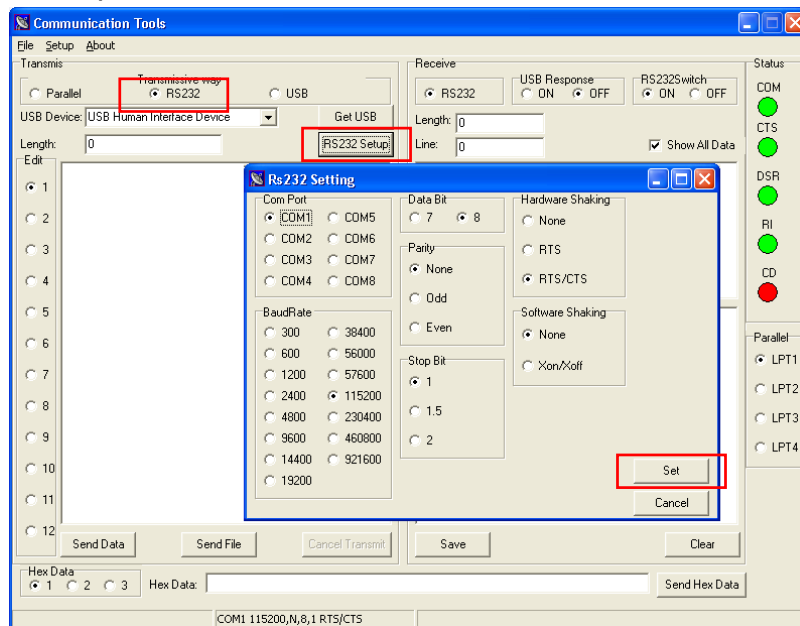 Communication Tools
File Setup About
Transmis
Transmissive way
Parallel RS232 USB
USB Device: USB Human Interface Device Get USB
Length: 0 RS232 Setup
Edit
1
2
3
4
5
6
7
8
9
10
11
12
Send Data Send File Cancel Transmit
Receive
RS232
USB Response
ON OFF
RS232Switch
ON OFF
Length: 0
Line: 0 Show All Data
Save Clear
Status
COM
CTS
DSR
RI
CD
Parallel
LPT1
LPT2
LPT3
LPT4
Rs232 Setting
Com Port
COM1 COM5
COM2 COM6
COM3 COM7
COM4 COM8
BaudRate
300 38400
600 56000
1200 57600
2400 115200
4800 230400
9600 460800
14400 921600
19200
Data Bit
7 8
Parity
None
Odd
Even
Stop Bit
1
1.5
2
Hardware Shaking
None
RTS
RTS/CTS
Software Shaking
None
Xon/Xoff
Set
Cancel
Hex Data
1 2 3 Hex Data: Send Hex Data
COM1 115200,N,8,1 RTS/CTS